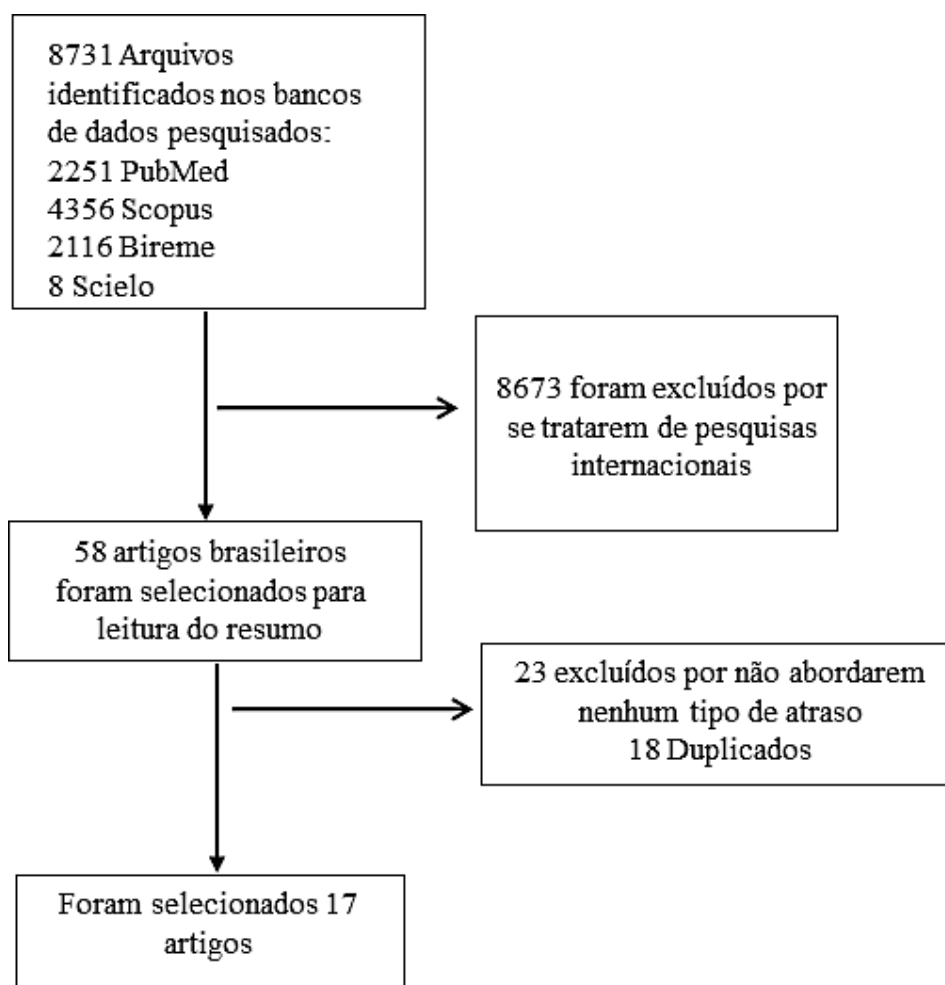 8731 Arquivos
identificados nos bancos
de dados pesquisados:
2251 PubMed
4356 Scopus
2116 Bireme
8 Scielo
8673 foram excluídos por
se tratarem de pesquisas
internacionais
58 artigos brasileiros
foram selecionados para
leitura do resumo
23 excluídos por não abordarem
nenhum tipo de atraso
18 Duplicados
Foram selecionados 17
artigos